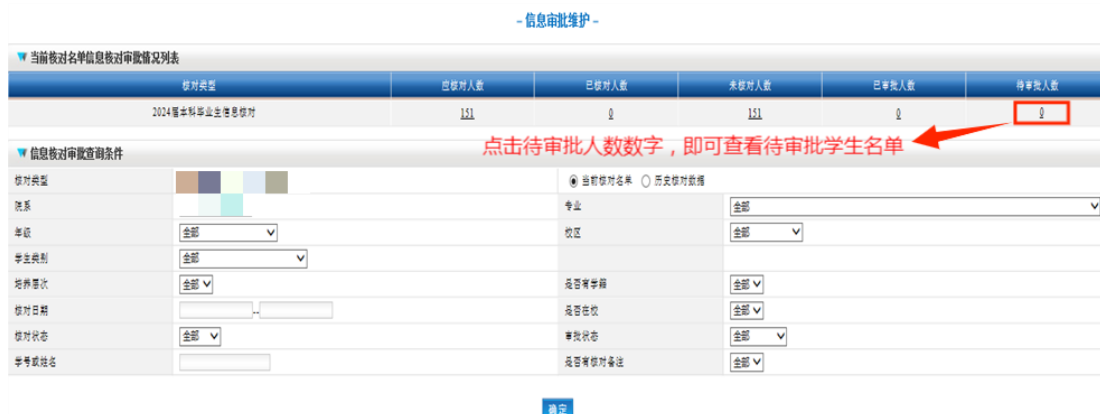 - 信息审批维护 -
当前核对名单信息核对审批情况列表
核对类型 应核对人数 已核对人数 未核对人数 已审批人数 待审批人数
2024届本科毕业生信息核对 151 0 151 0 0
点击待审批人数数字，即可查看待审批学生名单
信息核对审批查询条件
核对类型 当前核对名单 历史核对数据
院系 专业 全部
年级 全部 校区 全部
学生类别 全部
培养层次 全部 是否有学籍 全部
核对日期 -- 是否在校 全部
核对状态 全部 审批状态 全部
学号或姓名 是否有核对备注 全部
确定